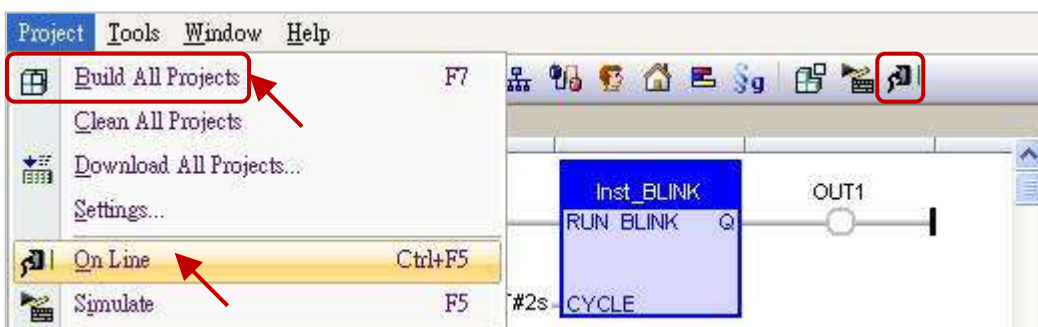 Project Tools Window Help
Build All Projects F7
Clean All Projects
Download All Projects...
Settings...
On Line Ctrl+F5
Simulate F5
§g
Inst_BLINK
OUT1
RUN BLINK Q
T#2s CYCLE